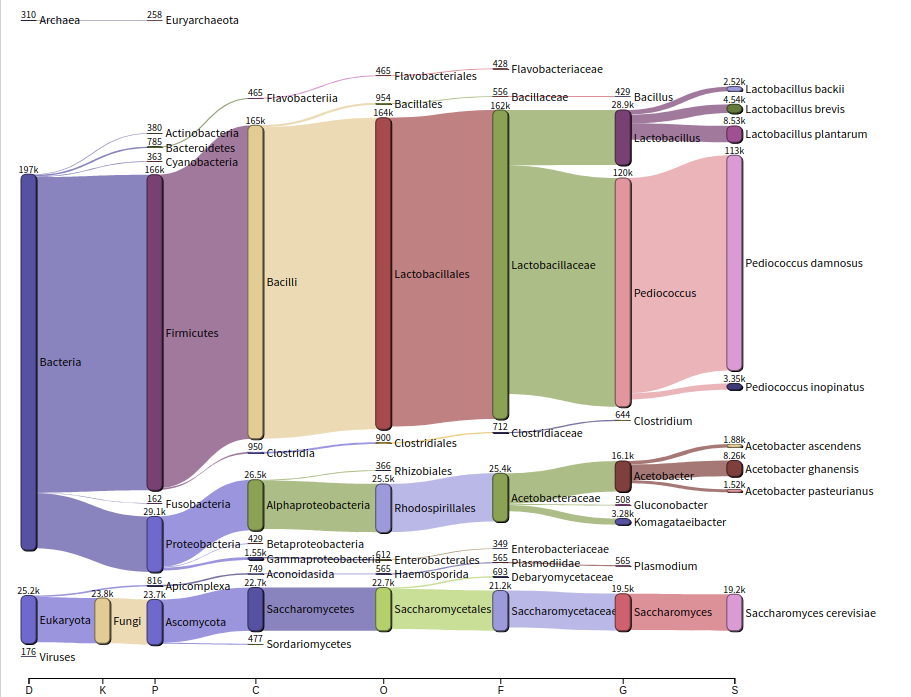 310 Archaea
197k Bacteria
25.2k Eukaryota
176 Viruses
23.8k Fungi
258 Euryarchaeota
380 Actinobacteria
785 Bacteroidetes
363 Cyanobacteria
166k Firmicutes
162 Fusobacteria
29.1k Proteobacteria
816 Apicomplexa
23.7k Ascomycota
465 Flavobacteriia
165k Bacilli
950 Clostridia
26.5k Alphaproteobacteria
429 Betaproteobacteria
1.55k Gammaproteobacteria
749 Aconoidasida
22.7k Saccharomycetes
477 Sordariomycetes
465 Flavobacteriales
954 Bacillales
164k Lactobacillales
900 Clostridiales
366 Rhizobiales
25.5k Rhodospirillales
612 Enterobacterales
565 Haemosporida
22.7k Saccharomycetales
428 Flavobacteriaceae
556 Bacillaceae
162k Lactobacillaceae
712 Clostridiaceae
25.4k Acetobacteraceae
349 Enterobacteriaceae
565 Plasmodiidae
693 Debaryomycetaceae
21.2k Saccharomycetaceae
429 Bacillus
28.9k Lactobacillus
120k Pediococcus
644 Clostridium
16.1k Acetobacter
508 Gluconobacter
3.28k Komagataeibacter
565 Plasmodium
19.5k Saccharomyces
2.52k Lactobacillus backii
4.54k Lactobacillus brevis
8.53k Lactobacillus plantarum
113k Pediococcus damnosus
3.35k Pediococcus inopinatus
1.88k Acetobacter ascendens
8.26k Acetobacter ghanensis
1.52k Acetobacter pasteurianus
19.2k Saccharomyces cerevisiae
D K P C O F G S